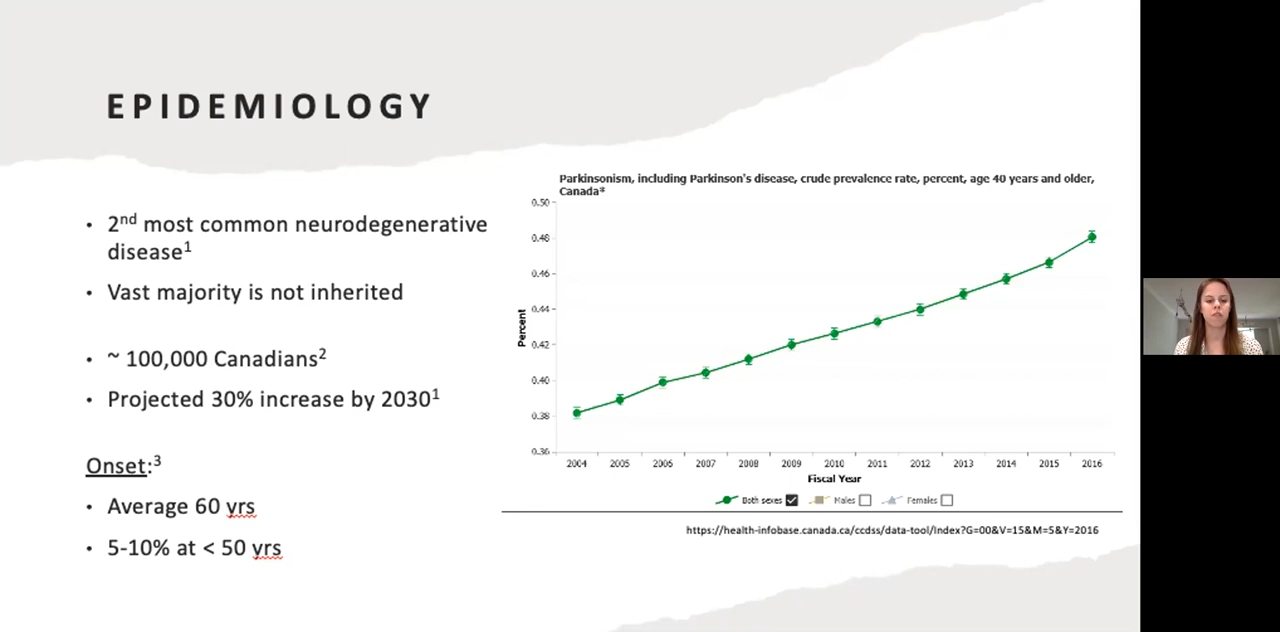 EPIDEMIOLOGY
• 2nd most common neurodegenerative
disease1
• Vast majority is not inherited
• ~ 100,000 Canadians2
• Projected 30% increase by 20301
Onset:3
• Average 60 yrs
• 5-10% at < 50 yrs
Parkinsonism, including Parkinson's disease, crude prevalence rate, percent, age 40 years and older,
Canada*
0.50
0.48
0.46
0.44
0.42
0.40
0.38
0.36
Percent
2004 2005 2006 2007 2008 2009 2010 2011 2012 2013 2014 2015 2016
Fiscal Year
Both sexes Males Females
https://health-infobase.canada.ca/ccdss/data-tool/Index?G=00&V=15&M=5&Y=2016